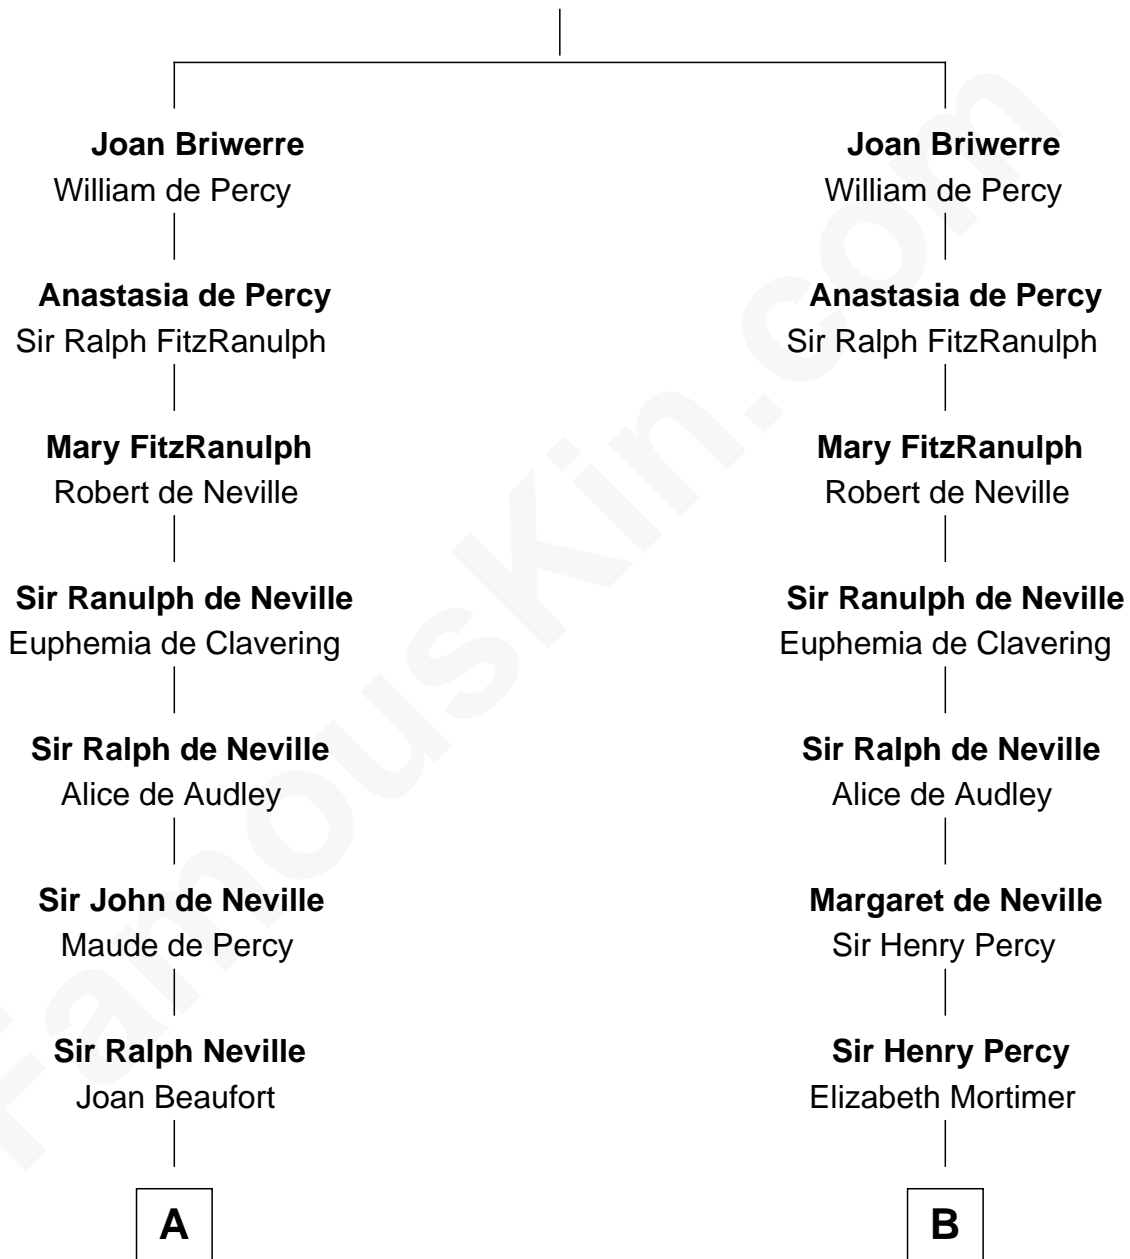 Joan Briwerre
William de Percy
Anastasia de Percy
Sir Ralph FitzRanulph
Mary FitzRanulph
Robert de Neville
Sir Ranulph de Neville
Euphemia de Clavering
Sir Ralph de Neville
Alice de Audley
Sir John de Neville
Maude de Percy
Sir Ralph Neville
Joan Beaufort
A
Joan Briwerre
William de Percy
Anastasia de Percy
Sir Ralph FitzRanulph
Mary FitzRanulph
Robert de Neville
Sir Ranulph de Neville
Euphemia de Clavering
Sir Ralph de Neville
Alice de Audley
Margaret de Neville
Sir Henry Percy
Sir Henry Percy
Elizabeth Mortimer
B
FamousKin.com